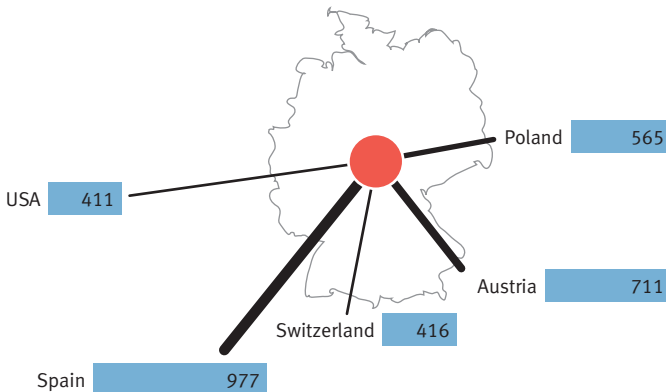 Poland 565
USA 411
Austria 711
Switzerland 416
Spain 977